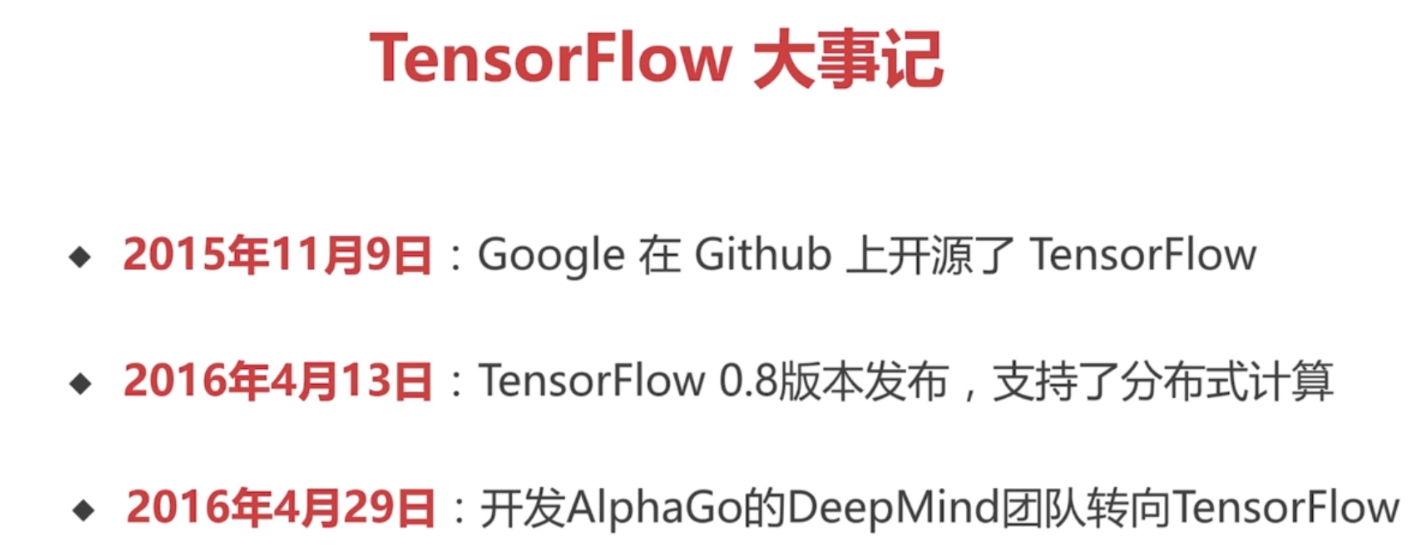 TensorFlow 大事记
◆ 2015年11月9日：Google 在 Github 上开源了 TensorFlow
◆ 2016年4月13日：TensorFlow 0.8版本发布，支持了分布式计算
◆ 2016年4月29日：开发AlphaGo的DeepMind团队转向TensorFlow